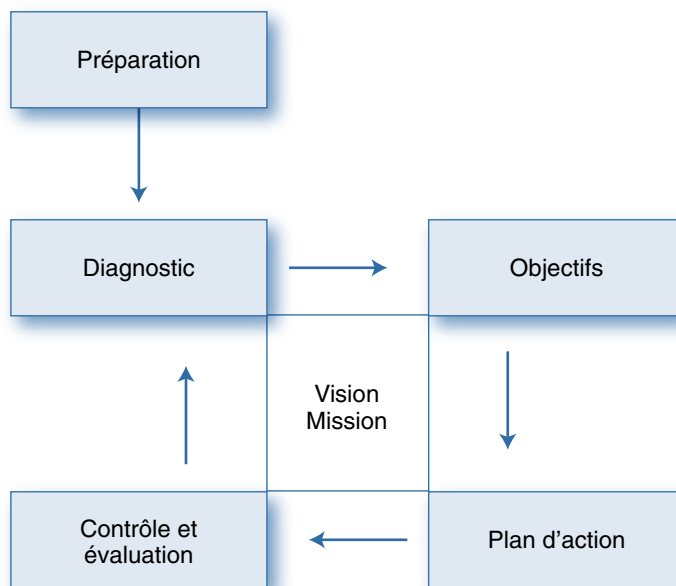 Préparation
Diagnostic
Objectifs
Vision
Mission
Contrôle et
évaluation
Plan d’action